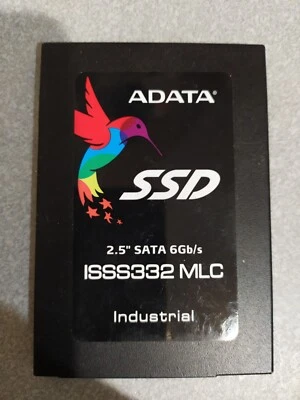 ADATA®
SSD
2.5" SATA 6Gb/s
ISSS332 MLC
Industrial